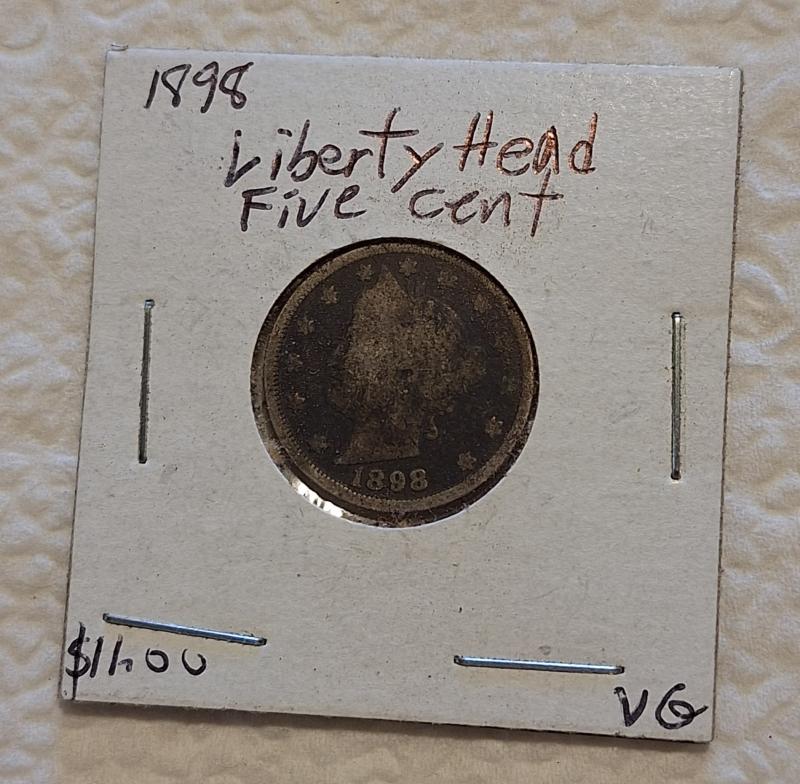 1898
Liberty Head
Five cent
1898
$11.00
VG